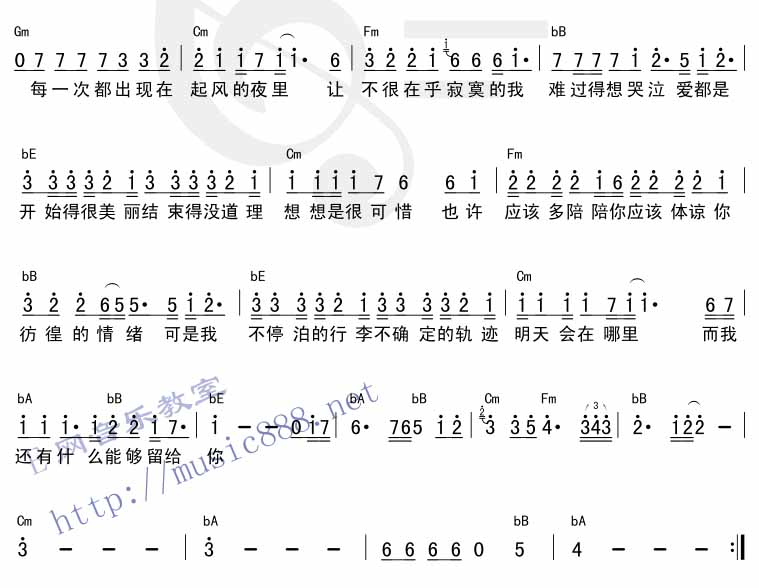 Gm Cm Fm bB
0 7 7 7 7 3 3 2 | 2 1 1 7 1 1· 6 | 3 2 2 1 1 6 6 6 1· | 7 7 7 7 1 2· 5 1 2· |
每一次都出现在 起风的夜里 让 不很在乎寂寞的我 难过得想哭泣 爱都是
bE Cm Fm
3 3 3 3 2 1 3 3 3 3 2 1 | 1 1 1 1 7 6 6 1 | 2 2 2 2 1 6 2 2 2 2 1 |
开始得很美丽结束得没道理 想想是很可惜 也许 应该多陪陪你应该体谅你
bB bE Cm
3 2 2 6 5 5· 5 1 2· | 3 3 3 3 2 1 3 3 3 3 2 1 | 1 1 1 1 7 1 1· 6 7 |
彷徨的情绪 可是我 不停泊的行李不确定的轨迹 明天会在哪里 而我
bA bB bE bA bB Cm Fm bB
1 1 1· 1 2 2 1 7· | 1 – – 0 1 7 | 6· 7 6 5 1 2 | 2 3 3 5 4· 3 3 4 3 | 2· 1 2 2 – |
还有什么能够留给 你
E网音乐教室
http://music888.net
Cm bA bB bA
3 – – – | 3 – – – | 6 6 6 6 0 5 | 4 – – – :||